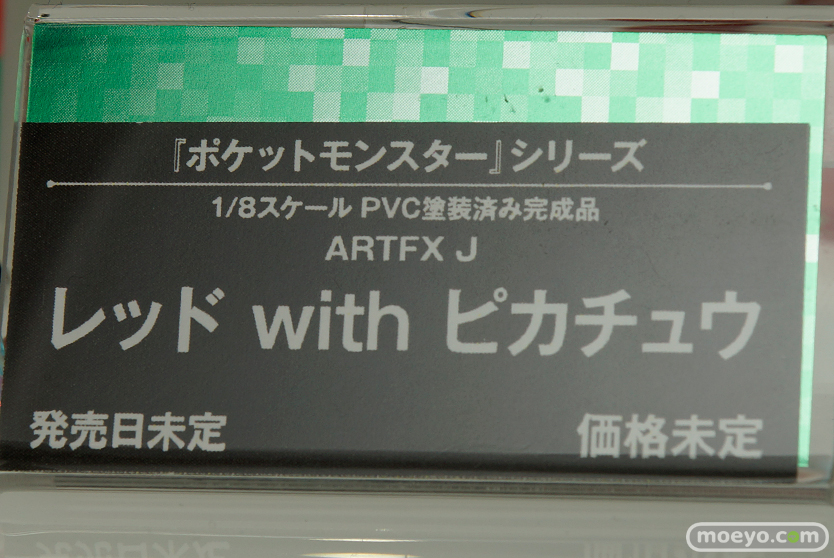 『ポケットモンスター』シリーズ
1/8スケール PVC塗装済み完成品
ARTFX J
レッド with ピカチュウ
発売日未定 価格未定
moeyo.com